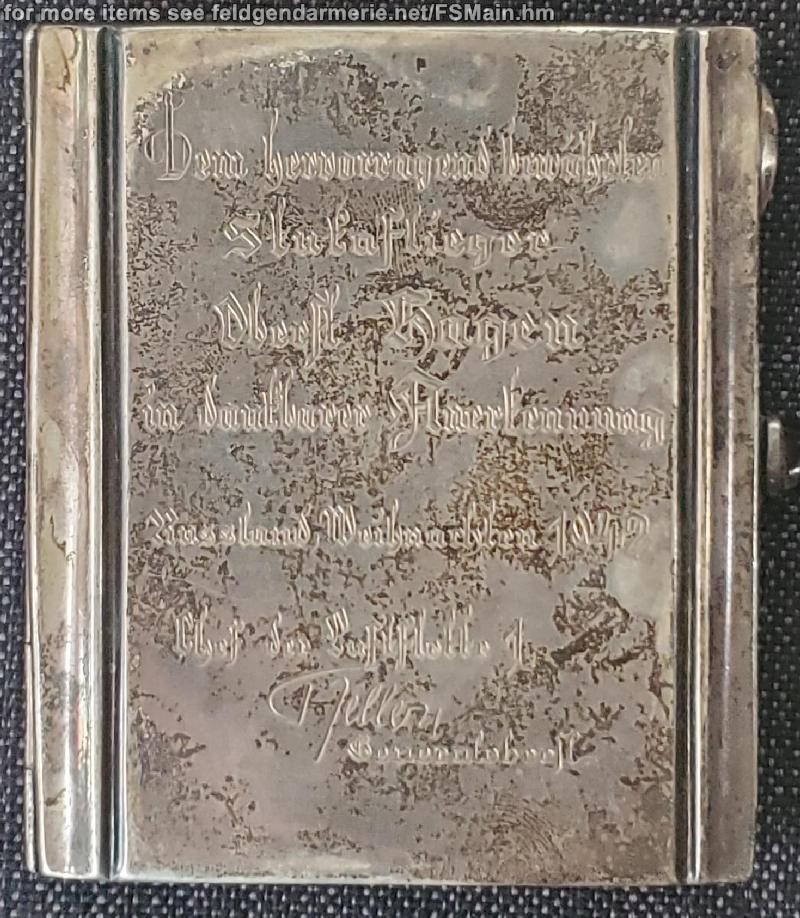 for more items see feldgendarmerie.net/FSMain.hm
Dem hervorragend bewährten
Stukaflieger
Oberst Hagen
in dankbarer Anerkennung
Russland, Weihnachten 1942
Chef der Luftflotte 1
Generaloberst